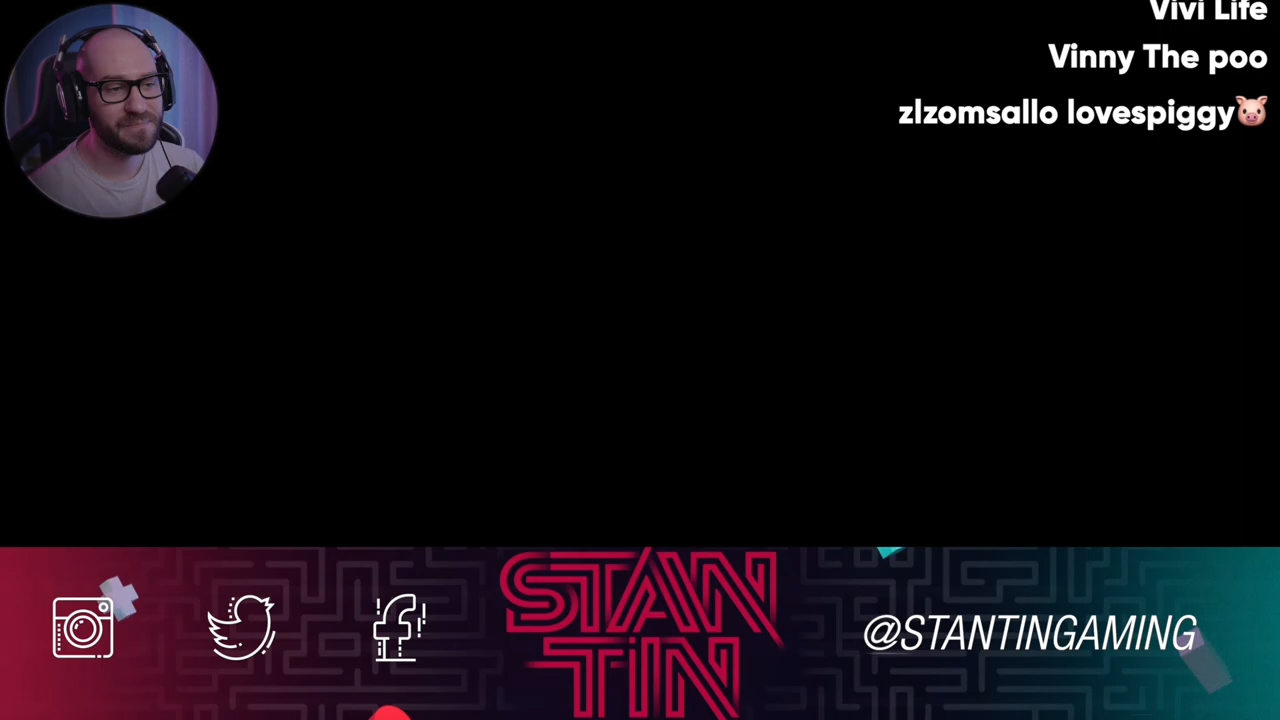 Vivi Life
Vinny The poo
zlzomsallo lovespiggy🐷
STAN
TIN
@STANTINGAMING